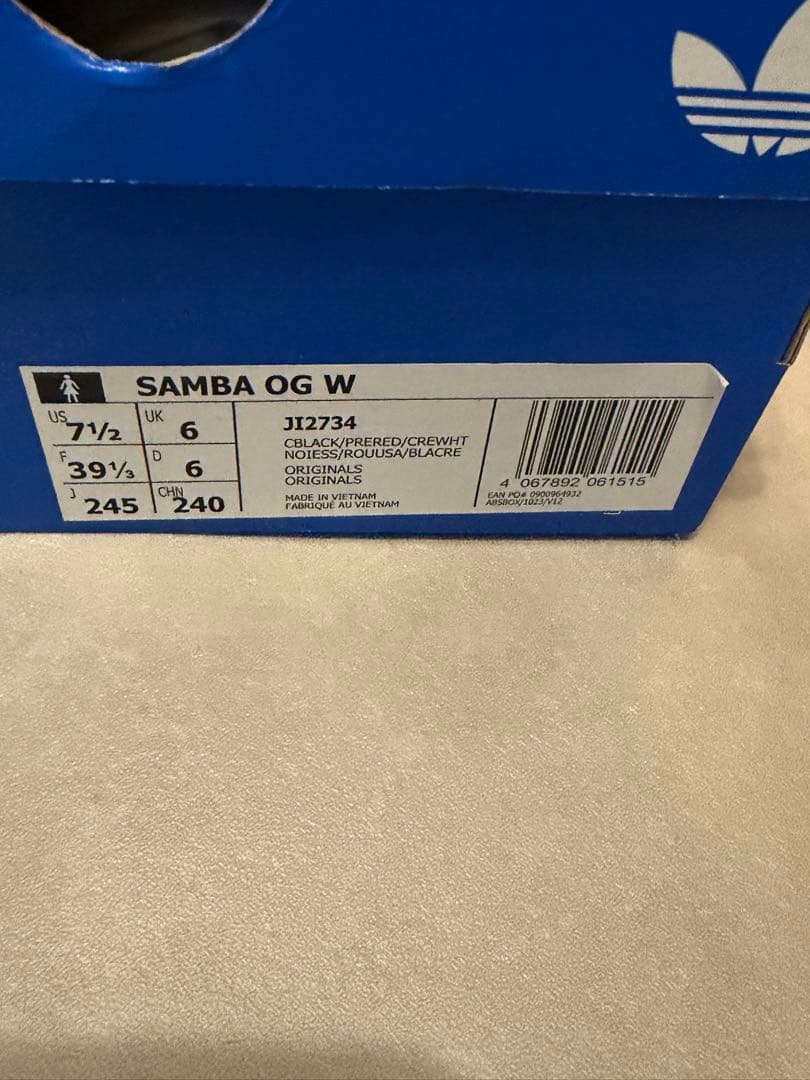 SAMBA OG W
US 7½ UK 6
F 39⅓ D 6
J 245 CHN 240
JI2734
CBLACK/PRERED/CREWHT
NOIESS/ROUUSA/BLACRE
ORIGINALS
ORIGINALS
MADE IN VIETNAM
FABRIQUÉ AU VIETNAM
4 067892 061515
EAN PO# 0900964932
ABSBOX/1023/V12